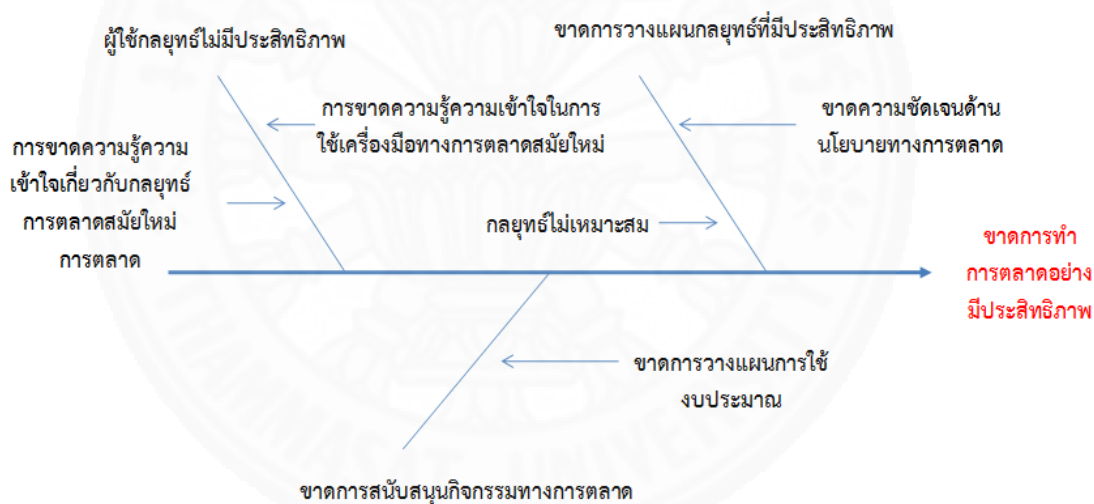 ผู้ใช้กลยุทธ์ไม่มีประสิทธิภาพ
ขาดการวางแผนกลยุทธ์ที่มีประสิทธิภาพ
การขาดความรู้ความเข้าใจในการ
ใช้เครื่องมือทางการตลาดสมัยใหม่
ขาดความชัดเจนด้าน
นโยบายทางการตลาด
การขาดความรู้ความ
เข้าใจเกี่ยวกับกลยุทธ์
การตลาดสมัยใหม่
การตลาด
กลยุทธ์ไม่เหมาะสม
ขาดการทำ
การตลาดอย่าง
มีประสิทธิภาพ
ขาดการวางแผนการใช้
งบประมาณ
ขาดการสนับสนุนกิจกรรมทางการตลาด
THAMMASAT UNIVERSITY